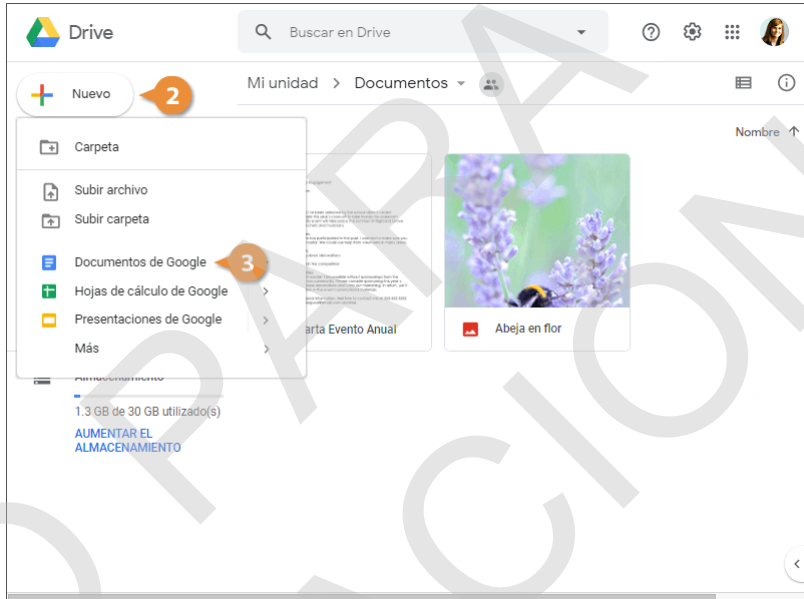 Drive
Buscar en Drive
Nuevo
2
Mi unidad > Documentos
Nombre
Carpeta
Subir archivo
Subir carpeta
Documentos de Google
3
Hojas de cálculo de Google >
Presentaciones de Google >
Más >
arta Evento Anual
Abeja en flor
Almacenamiento
1.3 GB de 30 GB utilizado(s)
AUMENTAR EL
ALMACENAMIENTO
O PARA
ACION